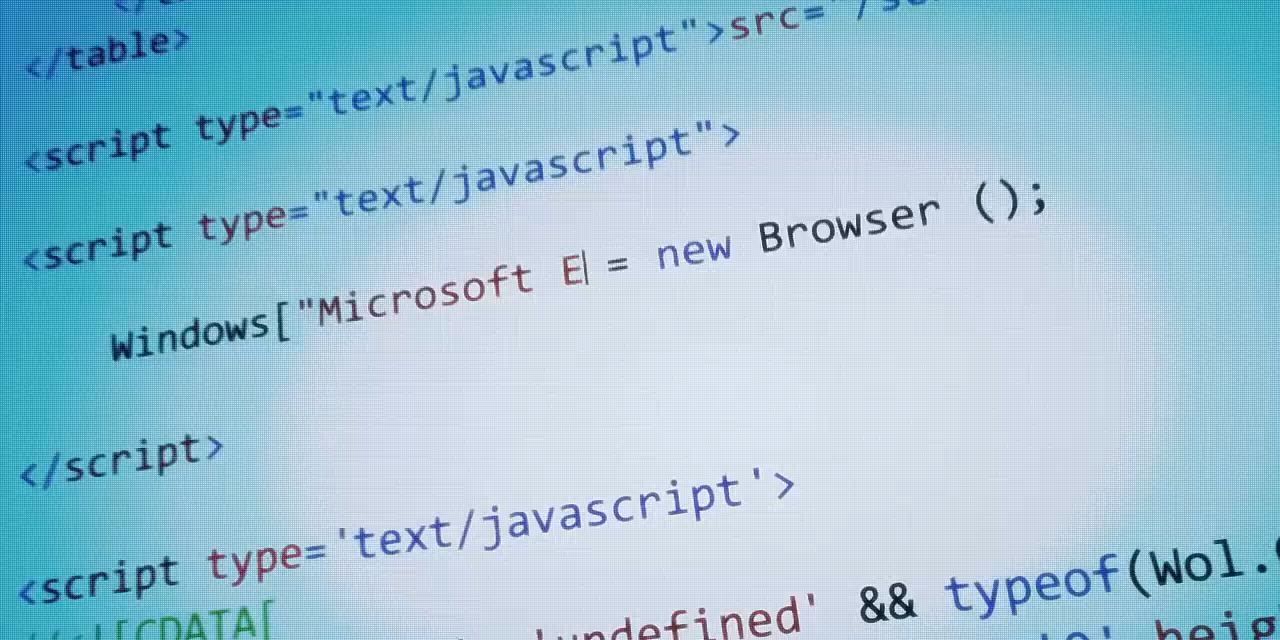 </table>
<script type="text/javascript">src="/
<script type="text/javascript">
Windows["Microsoft E = new Browser ();
</script>
<script type='text/javascript'>
<![CDATA[
'undefined' && typeof(Wol.